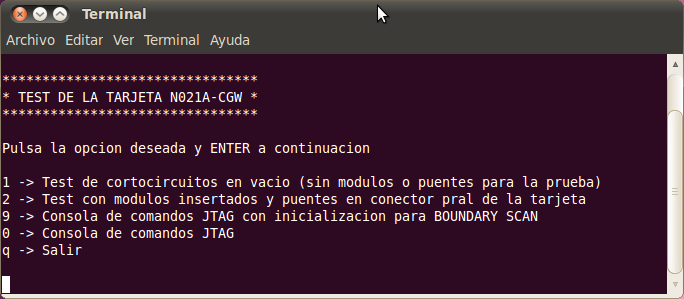 Terminal
Archivo Editar Ver Terminal Ayuda
********************************
* TEST DE LA TARJETA N021A-CGW *
********************************
Pulsa la opcion deseada y ENTER a continuacion
1 -> Test de cortocircuitos en vacio (sin modulos o puentes para la prueba)
2 -> Test con modulos insertados y puentes en conector pral de la tarjeta
9 -> Consola de comandos JTAG con inicializacion para BOUNDARY SCAN
0 -> Consola de comandos JTAG
q -> Salir